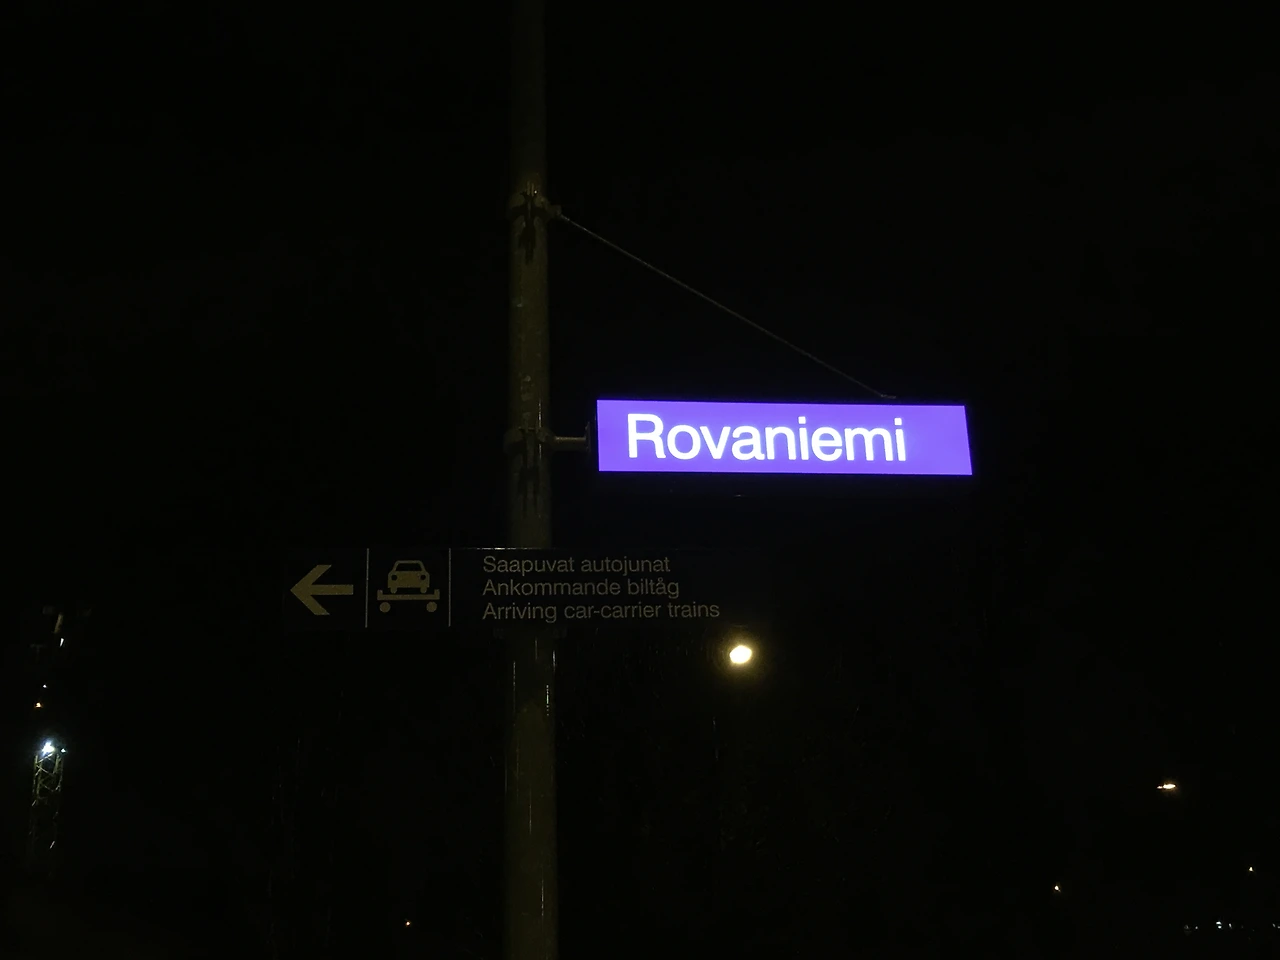 Rovaniemi
Saapuvat autojunat
Ankommande biltåg
Arriving car-carrier trains